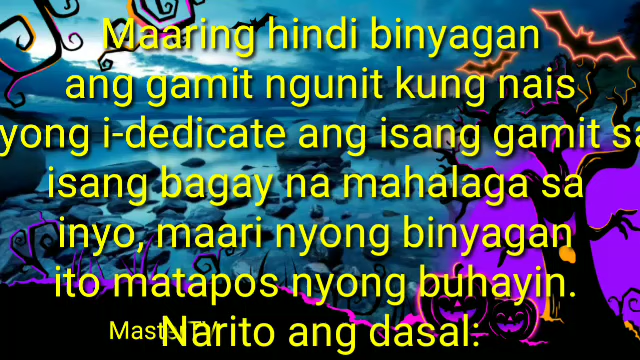 Maaring hindi binyagan
ang gamit ngunit kung nais
yong i-dedicate ang isang gamit sa
isang bagay na mahalaga sa
inyo, maari nyong binyagan
ito matapos nyong buhayin.
Narito ang dasal: